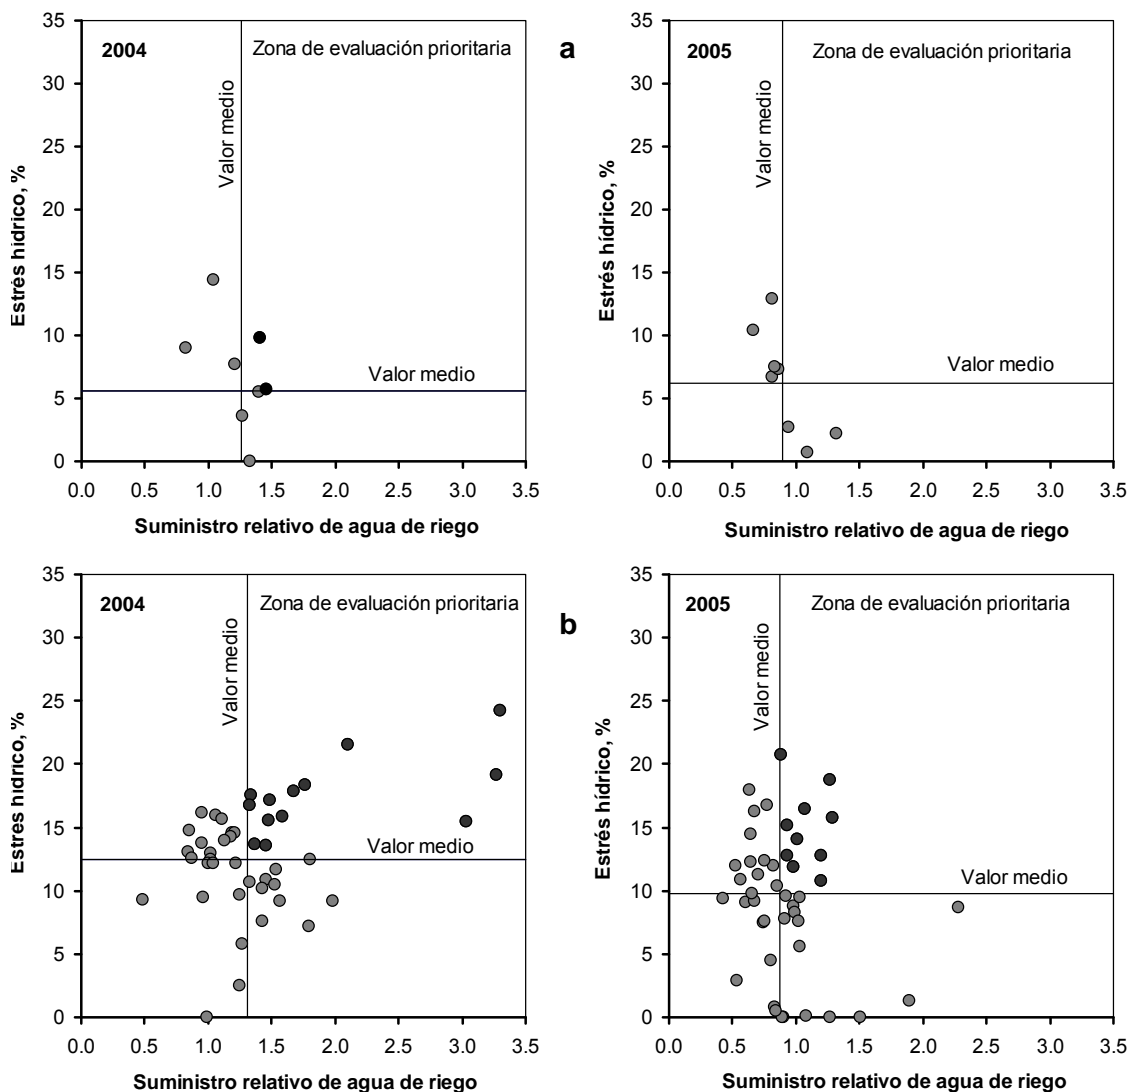 35
30
25
20
15
10
5
0
Estrés hídrico, %
2004
Valor medio
Zona de evaluación prioritaria
Valor medio
0.0 0.5 1.0 1.5 2.0 2.5 3.0 3.5
Suministro relativo de agua de riego
a
35
30
25
20
15
10
5
0
Estrés hídrico, %
2005
Valor medio
Zona de evaluación prioritaria
Valor medio
0.0 0.5 1.0 1.5 2.0 2.5 3.0 3.5
Suministro relativo de agua de riego
35
30
25
20
15
10
5
0
Estrés hídrico, %
2004
Valor medio
Zona de evaluación prioritaria
Valor medio
0.0 0.5 1.0 1.5 2.0 2.5 3.0 3.5
Suministro relativo de agua de riego
b
35
30
25
20
15
10
5
0
Estrés hídrico, %
2005
Valor medio
Zona de evaluación prioritaria
Valor medio
0.0 0.5 1.0 1.5 2.0 2.5 3.0 3.5
Suministro relativo de agua de riego